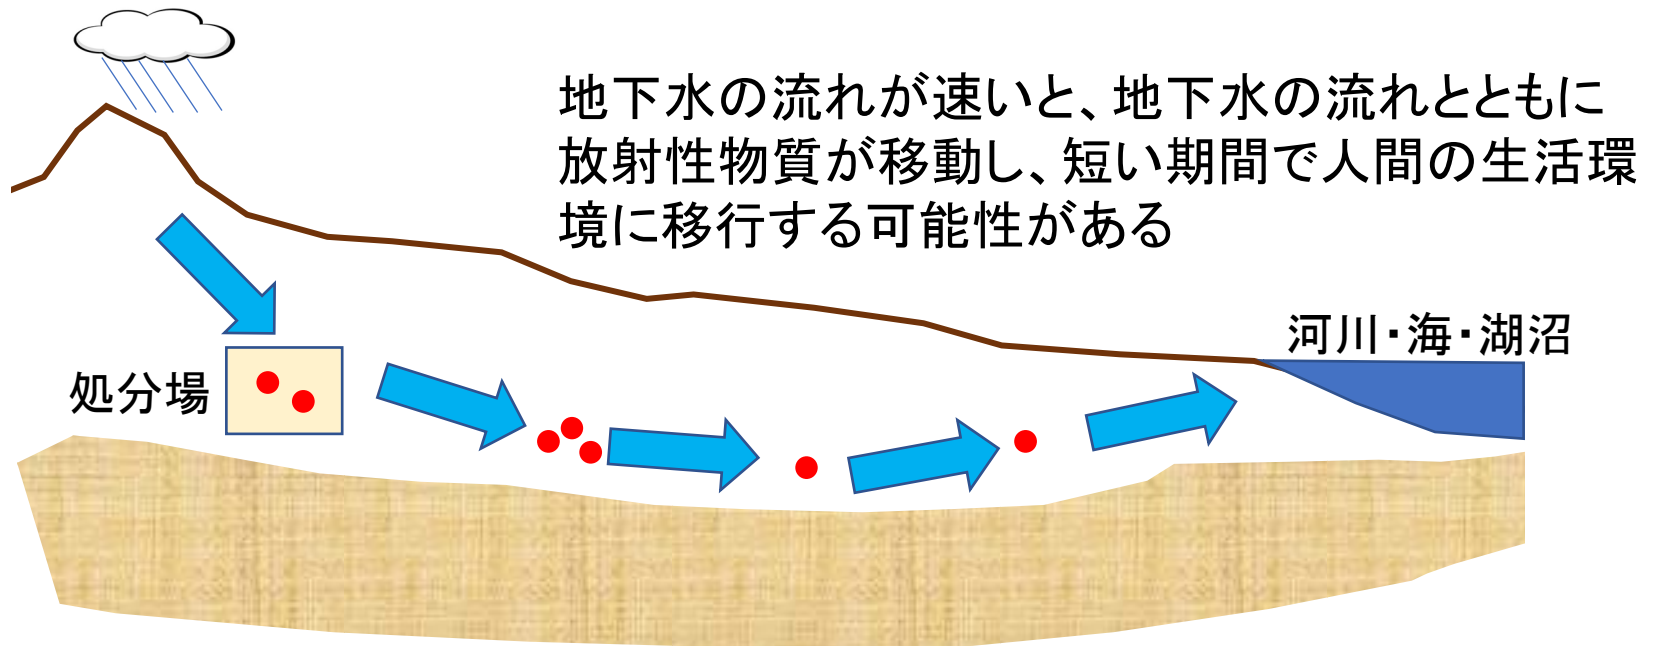 地下水の流れが速いと、地下水の流れとともに
放射性物質が移動し、短い期間で人間の生活環
境に移行する可能性がある
河川・海・湖沼
処分場